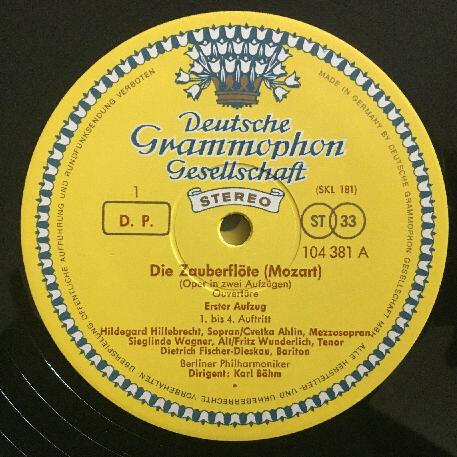 Deutsche
Grammophon
Gesellschaft
STEREO
1
(SKL 181)
D. P.
ST 33
104 381 A
Die Zauberflöte (Mozart)
(Oper in zwei Aufzügen)
Ouvertüre
Erster Aufzug
1. bis 4. Auftritt
Hildegard Hillebrecht, Sopran/Cvetka Ahlin, Mezzosopran,
Sieglinde Wagner, Alt/Fritz Wunderlich, Tenor
Dietrich Fischer-Dieskau, Bariton
Berliner Philharmoniker
Dirigent: Karl Böhm
MADE IN GERMANY BY DEUTSCHE GRAMMOPHON GESELLSCHAFT MBH
ALLE HERSTELLER- UND URHEBERRECHTE VORBEHALTEN
ÜBERSPIELUNG, ÖFFENTLICHE AUFFÜHRUNG UND RUNDFUNKSENDUNG VERBOTEN